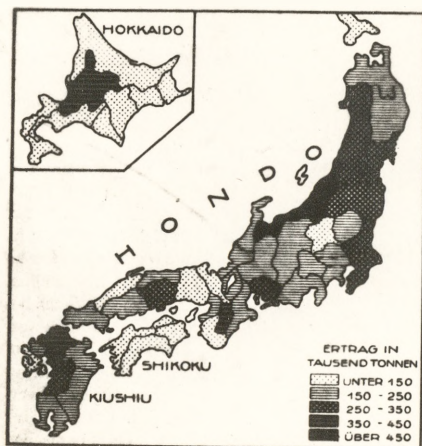 HOKKAIDO
HONDO
SHIKOKU
KIUSHIU
ERTRAG IN
TAUSEND TONNEN
UNTER 150
150 - 250
250 - 350
350 - 450
ÜBER 450